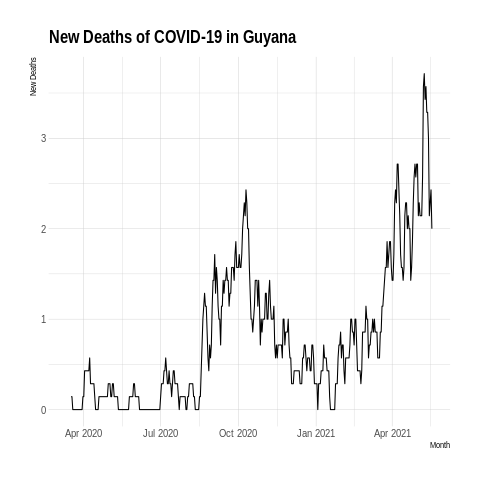 New Deaths of COVID-19 in Guyana
New Deaths
3
2
1
0
Apr 2020 Jul 2020 Oct 2020 Jan 2021 Apr 2021
Month